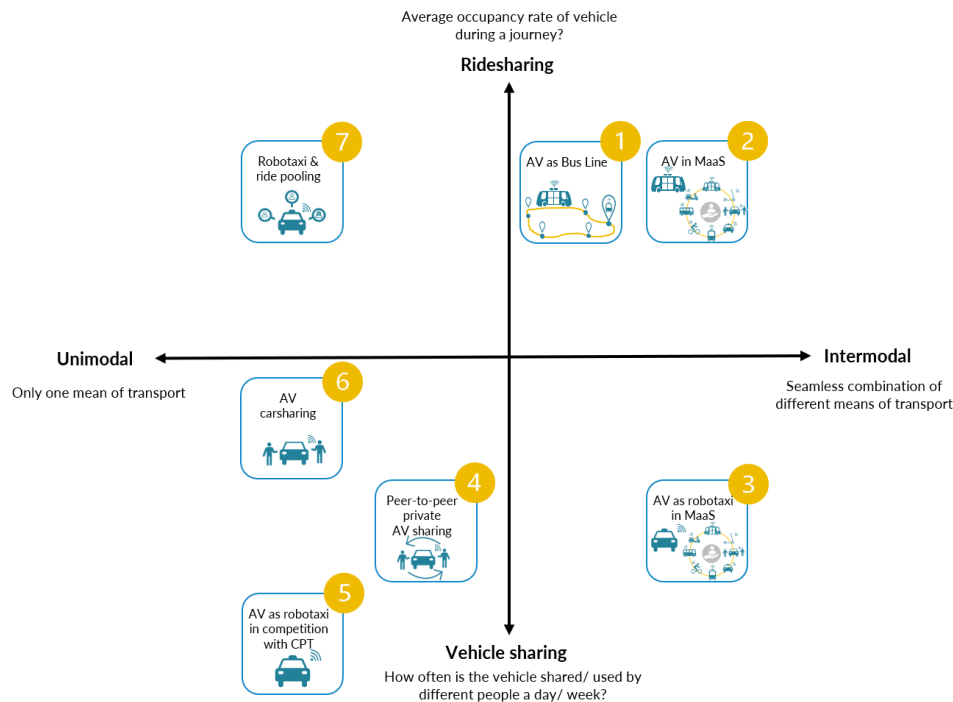 Average occupancy rate of vehicle
during a journey?
Ridesharing
7
Robotaxi &
ride pooling
1
AV as Bus Line
2
AV in MaaS
Unimodal
Only one mean of transport
Intermodal
Seamless combination of
different means of transport
6
AV
carsharing
4
Peer-to-peer
private
AV sharing
3
AV as robotaxi
in MaaS
5
AV as robotaxi
in competition
with CPT
Vehicle sharing
How often is the vehicle shared/ used by
different people a day/ week?